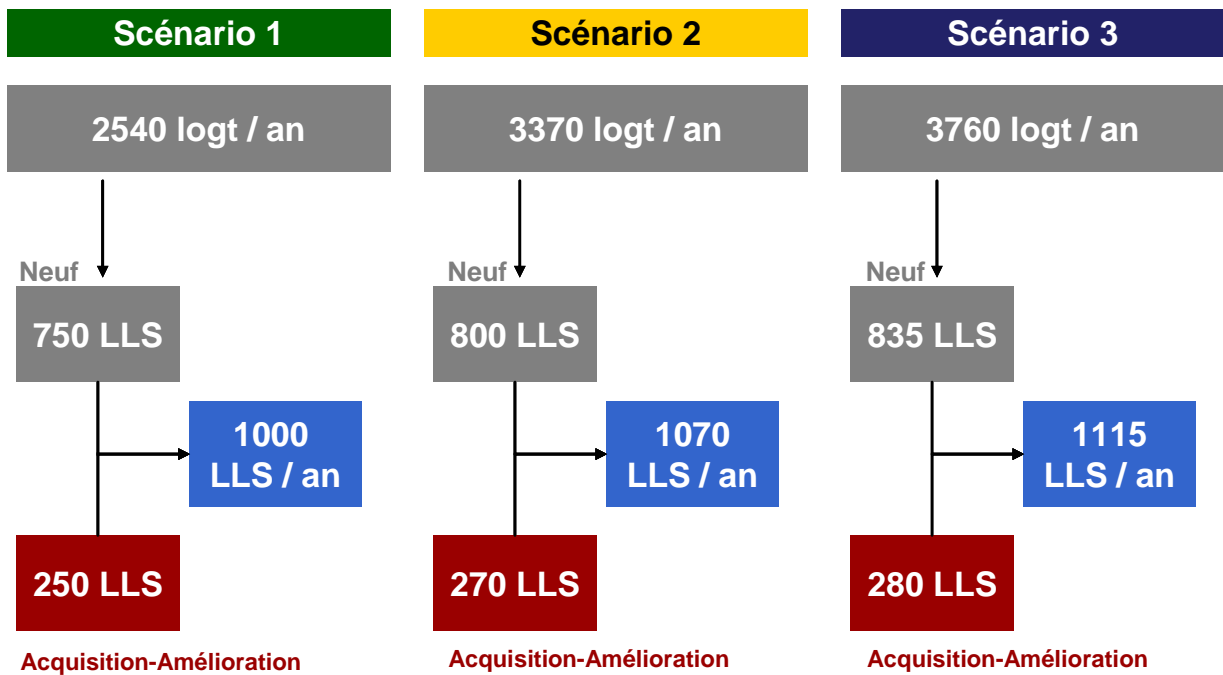 Scénario 1
2540 logt / an
Neuf
750 LLS
1000
LLS / an
250 LLS
Acquisition-Amélioration
Scénario 2
3370 logt / an
Neuf
800 LLS
1070
LLS / an
270 LLS
Acquisition-Amélioration
Scénario 3
3760 logt / an
Neuf
835 LLS
1115
LLS / an
280 LLS
Acquisition-Amélioration